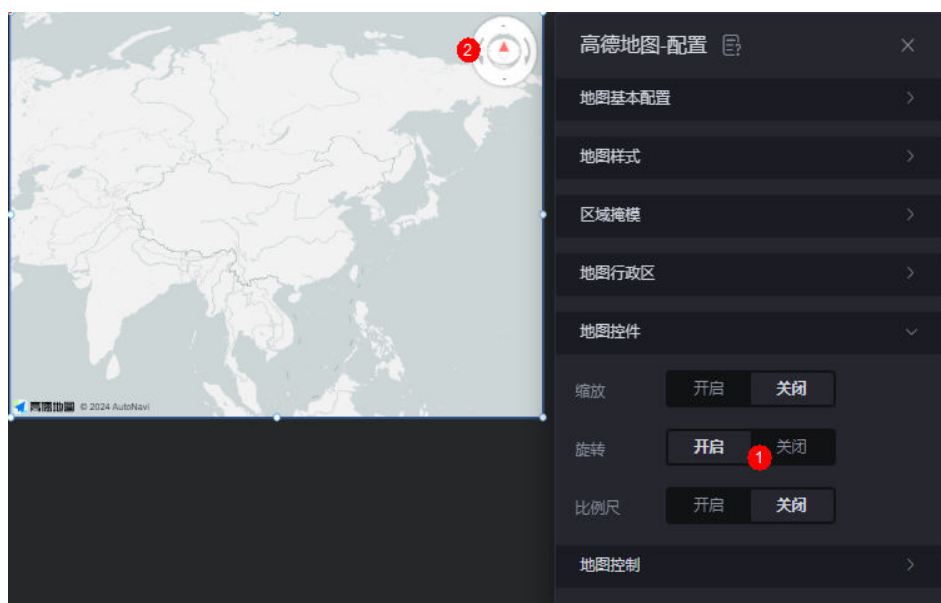 2
高德地图 © 2024 AutoNavi
高德地图-配置
地图基本配置
地图样式
区域掩模
地图行政区
地图控件
缩放 开启 关闭
旋转 开启 1 关闭
比例尺 开启 关闭
地图控制